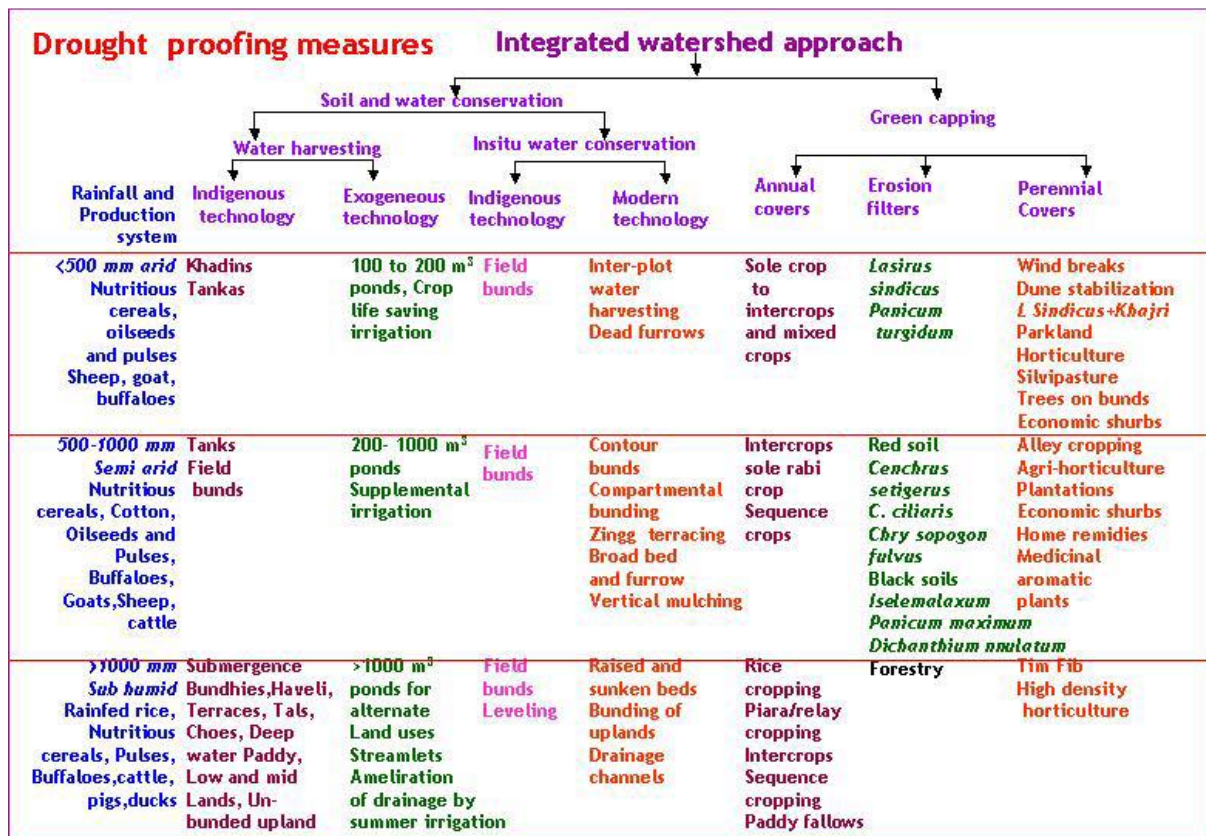 Drought proofing measures
Integrated watershed approach
Soil and water conservation
Green capping
Water harvesting
Insitu water conservation
Rainfall and
Production
system
Indigenous
technology
Exogeneous
technology
Indigenous
technology
Modern
technology
Annual
covers
Erosion
filters
Perennial
Covers
<500 mm arid
Nutritious
cereals,
oilseeds
and pulses
Sheep, goat,
buffaloes
Khadins
Tankas
100 to 200 m³
ponds, Crop
life saving
irrigation
Field
bunds
Inter-plot
water
harvesting
Dead furrows
Sole crop
to
intercrops
and mixed
crops
Lasirus
sindicus
Panicum
turgidum
Wind breaks
Dune stabilization
L Sindicus+Khajri
Parkland
Horticulture
Silvipasture
Trees on bunds
Economic shurbs
500-1000 mm
Semi arid
Nutritious
cereals, Cotton,
Oilseeds and
Pulses,
Buffaloes,
Goats,Sheep,
cattle
Tanks
Field
bunds
200- 1000 m³
ponds
Supplemental
irrigation
Field
bunds
Contour
bunds
Compartmental
bunding
Zingg terracing
Broad bed
and furrow
Vertical mulching
Intercrops
sole rabi
crop
Sequence
crops
Red soil
Cenchrus
setigerus
C. ciliaris
Chry sopogon
fulvus
Black soils
Iselemalaxum
Panicum maximum
Dichanthium nnulatum
Alley cropping
Agri-horticulture
Plantations
Economic shurbs
Home remidies
Medicinal
aromatic
plants
>1000 mm
Sub humid
Rainfed rice,
Nutritious
cereals, Pulses,
Buffaloes,cattle,
pigs,ducks
Submergence
Bundhies,Haveli,
Terraces, Tals,
Choes, Deep
water Paddy,
Low and mid
Lands, Un-
bunded upland
>1000 m³
ponds for
alternate
Land uses
Streamlets
Ameliration
of drainage by
summer irrigation
Field
bunds
Leveling
Raised and
sunken beds
Bunding of
uplands
Drainage
channels
Rice
cropping
Piara/relay
cropping
Intercrops
Sequence
cropping
Paddy fallows
Forestry
Tim Fib
High density
horticulture